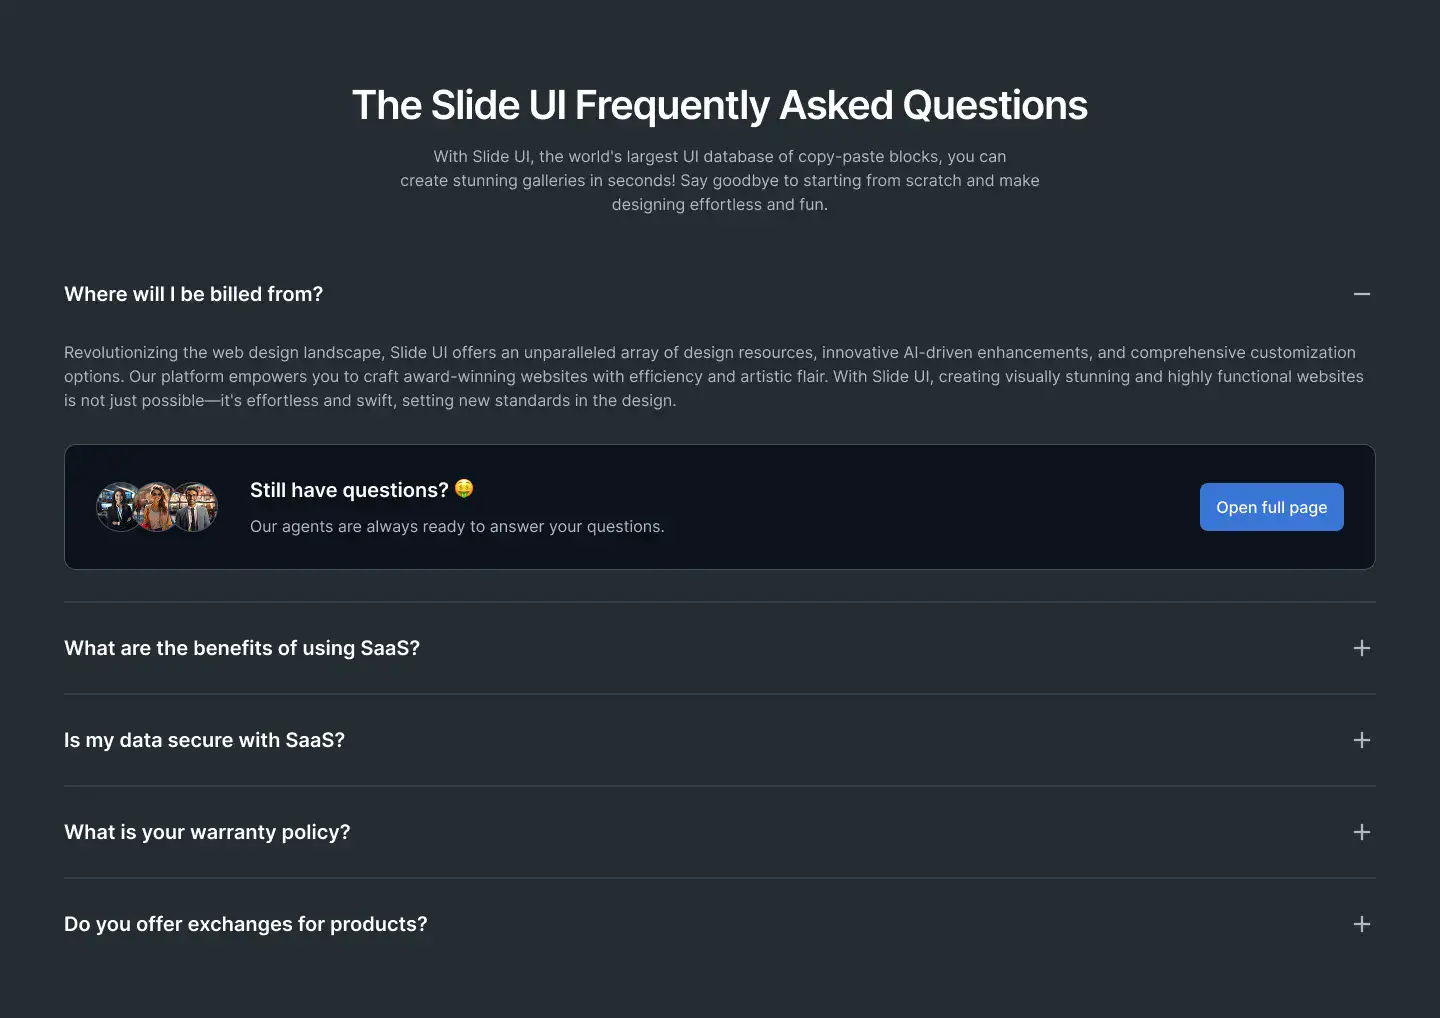 The Slide UI Frequently Asked Questions
With Slide UI, the world's largest UI database of copy-paste blocks, you can
create stunning galleries in seconds! Say goodbye to starting from scratch and make
designing effortless and fun.
Where will I be billed from?
Revolutionizing the web design landscape, Slide UI offers an unparalleled array of design resources, innovative AI-driven enhancements, and comprehensive customization
options. Our platform empowers you to craft award-winning websites with efficiency and artistic flair. With Slide UI, creating visually stunning and highly functional websites
is not just possible—it's effortless and swift, setting new standards in the design.
Still have questions? 🤑
Our agents are always ready to answer your questions.
Open full page
What are the benefits of using SaaS?
Is my data secure with SaaS?
What is your warranty policy?
Do you offer exchanges for products?